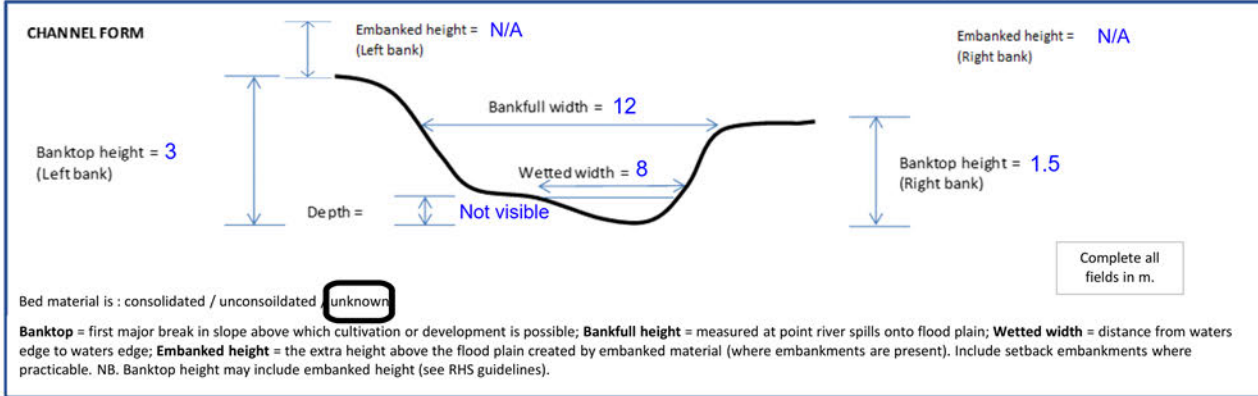 CHANNEL FORM
Embanked height = N/A
(Left bank)
Embanked height = N/A
(Right bank)
Bankfull width = 12
Banktop height = 3
(Left bank)
Wetted width = 8
Banktop height = 1.5
(Right bank)
Depth = Not visible
Complete all
fields in m.
Bed material is : consolidated / unconsoildated / unknown
Banktop = first major break in slope above which cultivation or development is possible; Bankfull height = measured at point river spills onto flood plain; Wetted width = distance from waters
edge to waters edge; Embanked height = the extra height above the flood plain created by embanked material (where embankments are present). Include setback embankments where
practicable. NB. Banktop height may include embanked height (see RHS guidelines).